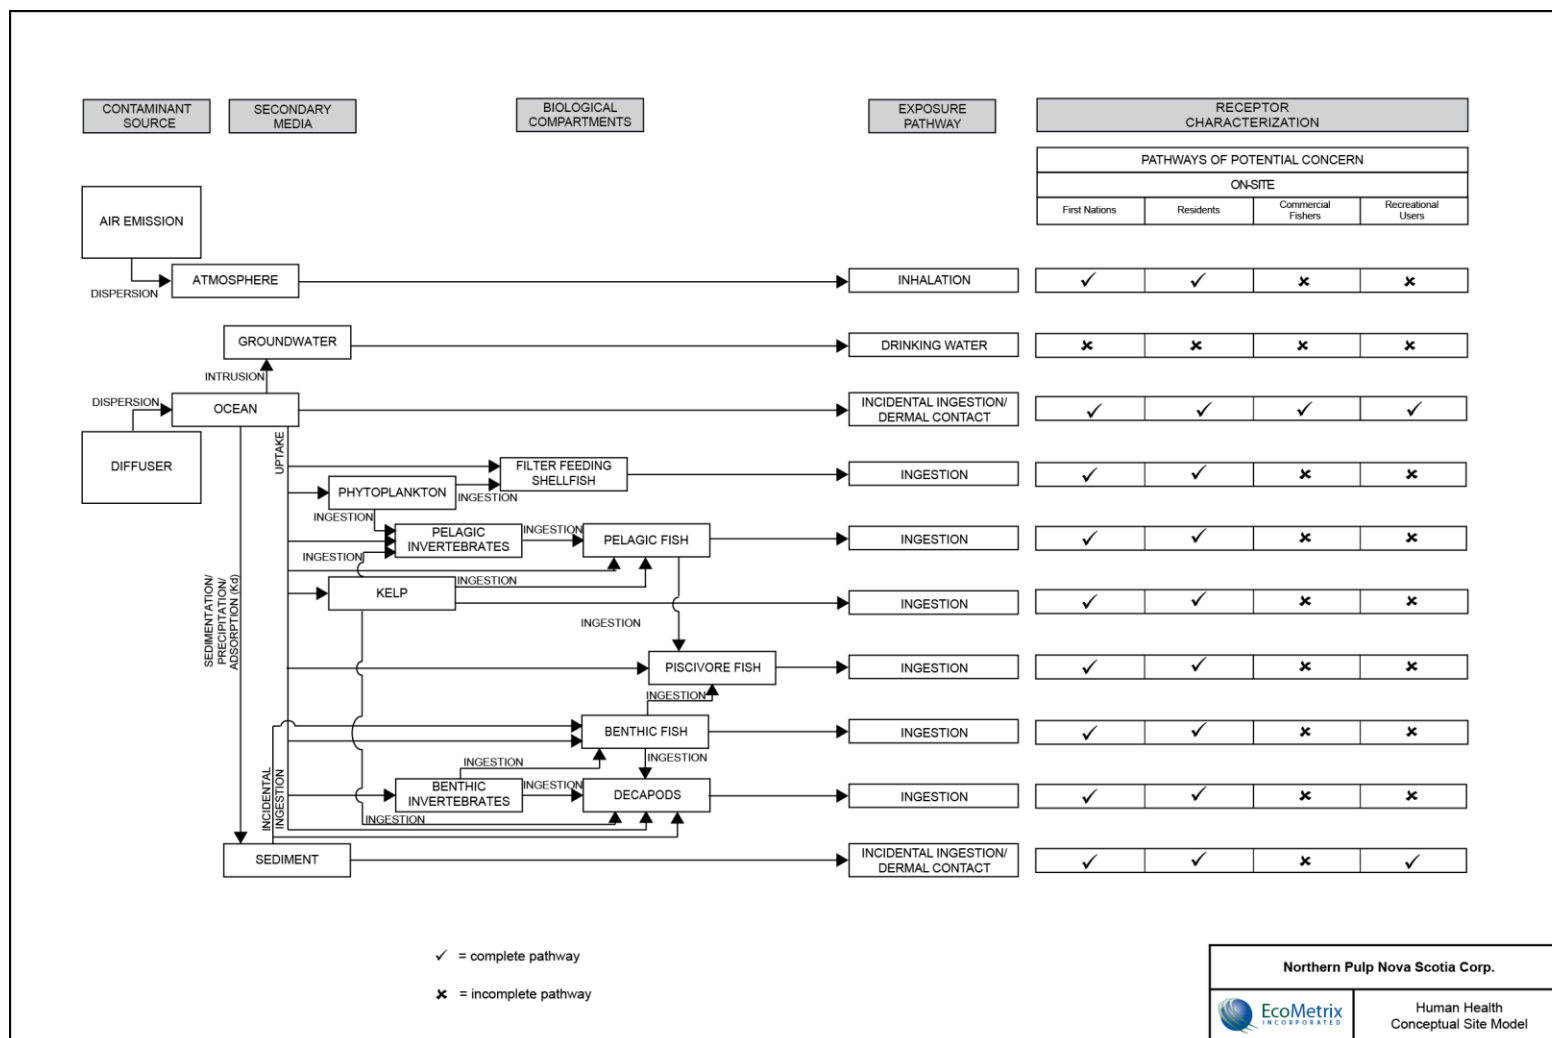 CONTAMINANT
SOURCE
SECONDARY
MEDIA
BIOLOGICAL
COMPARTMENTS
EXPOSURE
PATHWAY
RECEPTOR
CHARACTERIZATION
PATHWAYS OF POTENTIAL CONCERN
ON-SITE
First Nations
Residents
Commercial
Fishers
Recreational
Users
AIR EMISSION
DISPERSION
ATMOSPHERE
INHALATION
✓ ✓ ✖ ✖
GROUNDWATER
DRINKING WATER
✖ ✖ ✖ ✖
INTRUSION
DISPERSION
OCEAN
INCIDENTAL INGESTION/
DERMAL CONTACT
✓ ✓ ✓ ✓
DIFFUSER
UPTAKE
FILTER FEEDING
SHELLFISH
INGESTION
✓ ✓ ✖ ✖
PHYTOPLANKTON
INGESTION
INGESTION
PELAGIC
INVERTEBRATES
INGESTION
PELAGIC FISH
INGESTION
✓ ✓ ✖ ✖
INGESTION
KELP
INGESTION
INGESTION
✓ ✓ ✖ ✖
INGESTION
SEDIMENTATION/
PRECIPITATION/
ADSORPTION (Kd)
PISCIVORE FISH
INGESTION
✓ ✓ ✖ ✖
INGESTION
BENTHIC FISH
INGESTION
✓ ✓ ✖ ✖
INGESTION
INGESTION
BENTHIC
INVERTEBRATES
INGESTION
DECAPODS
INGESTION
✓ ✓ ✖ ✖
INCIDENTAL
INGESTION
INGESTION
SEDIMENT
INCIDENTAL INGESTION/
DERMAL CONTACT
✓ ✓ ✖ ✓
✓ = complete pathway
✖ = incomplete pathway
Northern Pulp Nova Scotia Corp.
EcoMetrix
INCORPORATED
Human Health
Conceptual Site Model